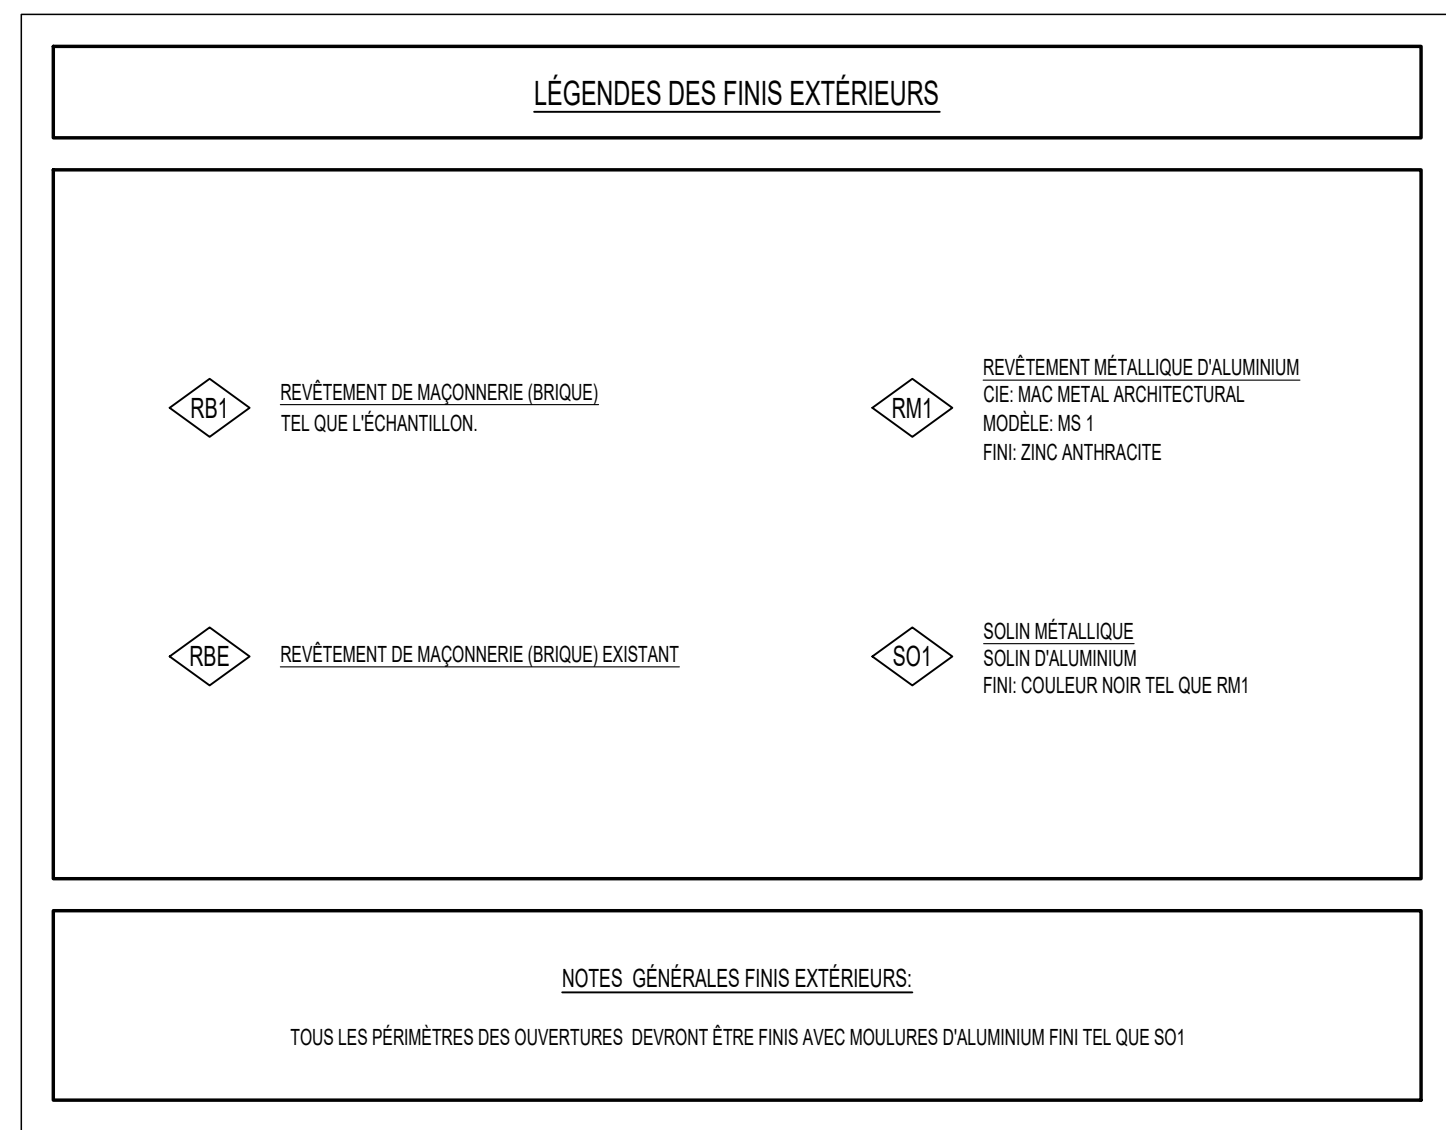 LÉGENDES DES FINIS EXTÉRIEURS
RB1
REVÊTEMENT DE MAÇONNERIE (BRIQUE)
TEL QUE L'ÉCHANTILLON.
RM1
REVÊTEMENT MÉTALLIQUE D'ALUMINIUM
CIE: MAC METAL ARCHITECTURAL
MODÈLE: MS 1
FINI: ZINC ANTHRACITE
RBE
REVÊTEMENT DE MAÇONNERIE (BRIQUE) EXISTANT
SO1
SOLIN MÉTALLIQUE
SOLIN D'ALUMINIUM
FINI: COULEUR NOIR TEL QUE RM1
NOTES GÉNÉRALES FINIS EXTÉRIEURS:
TOUS LES PÉRIMÈTRES DES OUVERTURES DEVRONT ÊTRE FINIS AVEC MOULURES D'ALUMINIUM FINI TEL QUE SO1